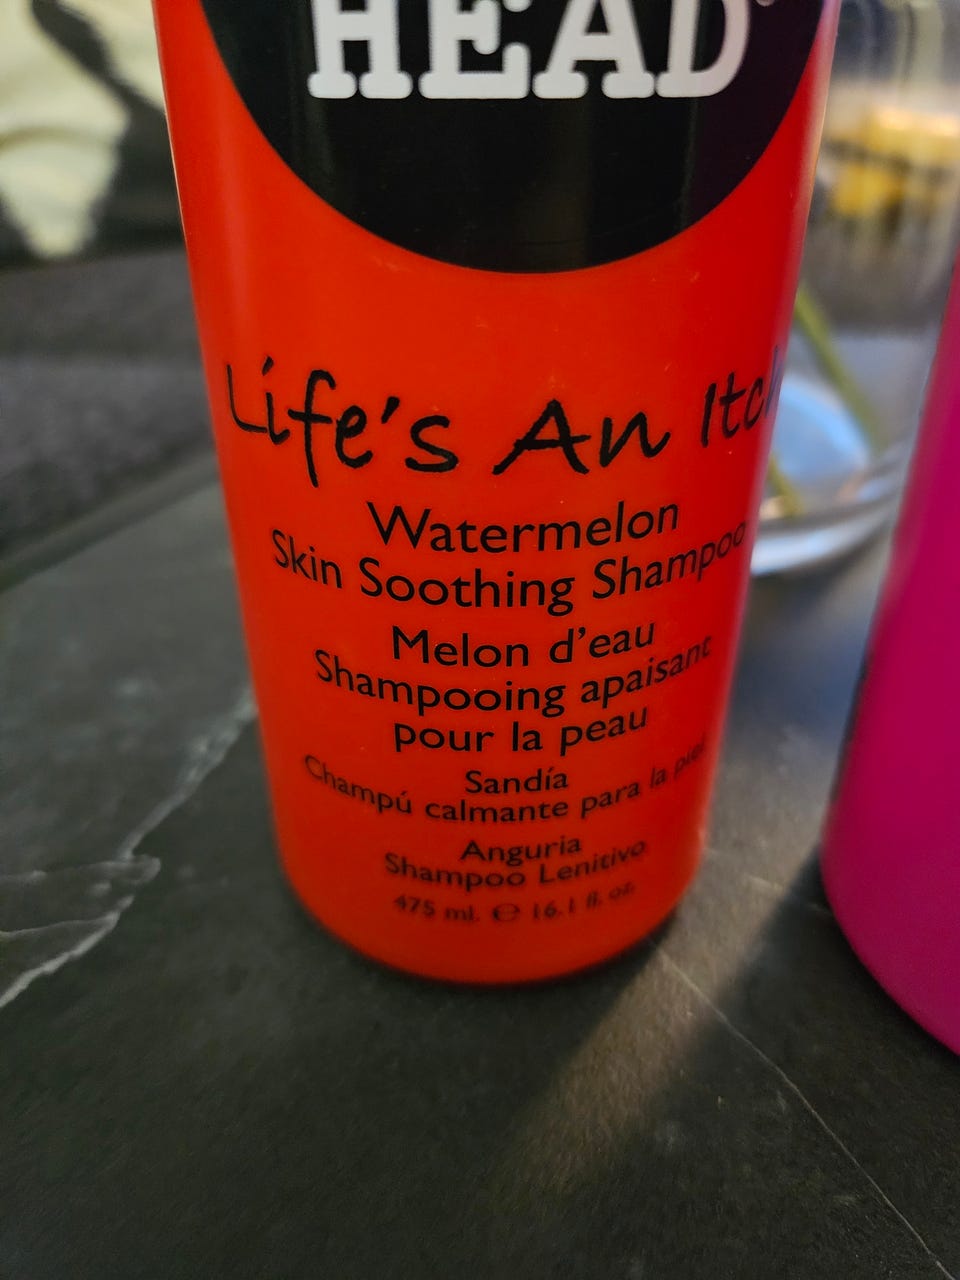 HEAD
Life's An Itch
Watermelon
Skin Soothing Shampoo
Melon d'eau
Shampooing apaisant
pour la peau
Sandía
Champú calmante para la piel
Anguria
Shampoo Lenitivo
475 ml. ℮ 16.1 fl. oz.